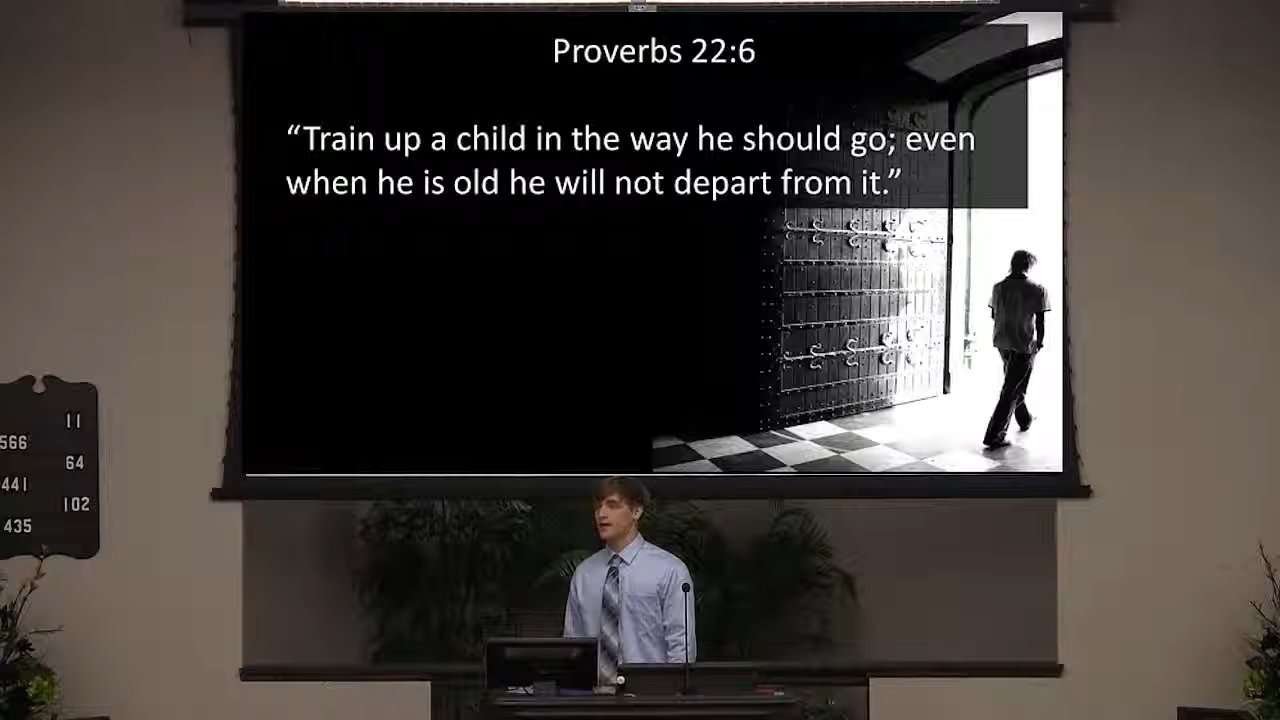 Proverbs 22:6
“Train up a child in the way he should go; even
when he is old he will not depart from it.”
11
566
64
441
102
435